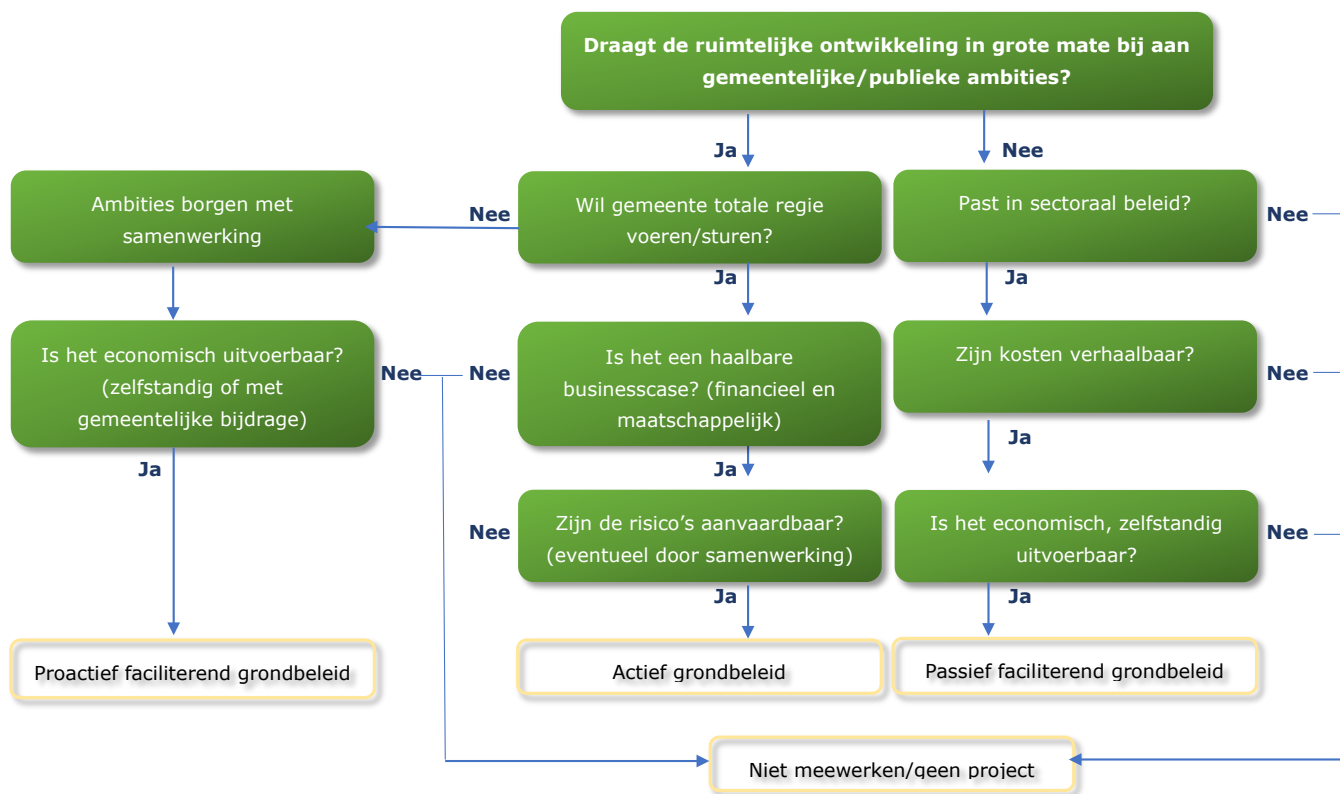 Draagt de ruimtelijke ontwikkeling in grote mate bij aan
gemeentelijke/publieke ambities?
Ja
Nee
Ambities borgen met
samenwerking
Nee
Wil gemeente totale regie
voeren/sturen?
Past in sectoraal beleid?
Nee
Ja
Ja
Is het economisch uitvoerbaar?
(zelfstandig of met
gemeentelijke bijdrage)
Nee
Nee
Is het een haalbare
businesscase? (financieel en
maatschappelijk)
Zijn kosten verhaalbaar?
Nee
Ja
Ja
Ja
Nee
Zijn de risico’s aanvaardbaar?
(eventueel door samenwerking)
Is het economisch, zelfstandig
uitvoerbaar?
Nee
Ja
Ja
Proactief faciliterend grondbeleid
Actief grondbeleid
Passief faciliterend grondbeleid
Niet meewerken/geen project